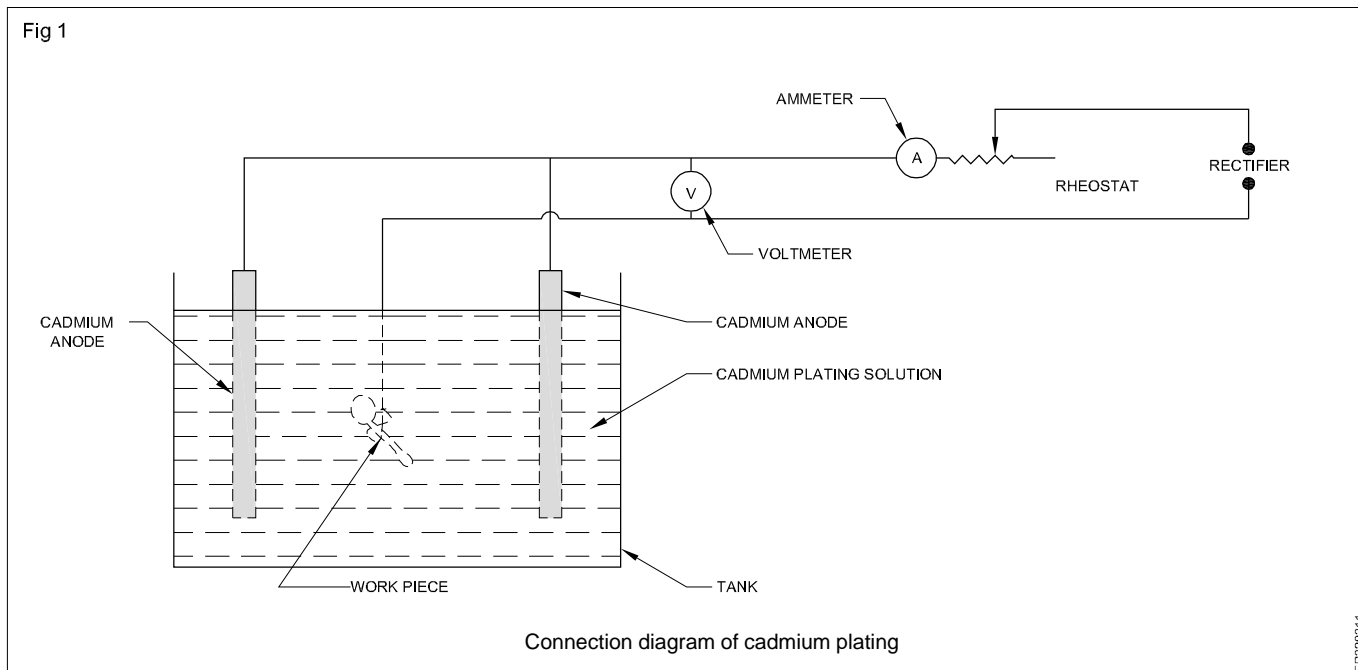 Fig 1
AMMETER
A
RECTIFIER
RHEOSTAT
V
VOLTMETER
CADMIUM
ANODE
CADMIUM ANODE
CADMIUM PLATING SOLUTION
WORK PIECE
TANK
Connection diagram of cadmium plating